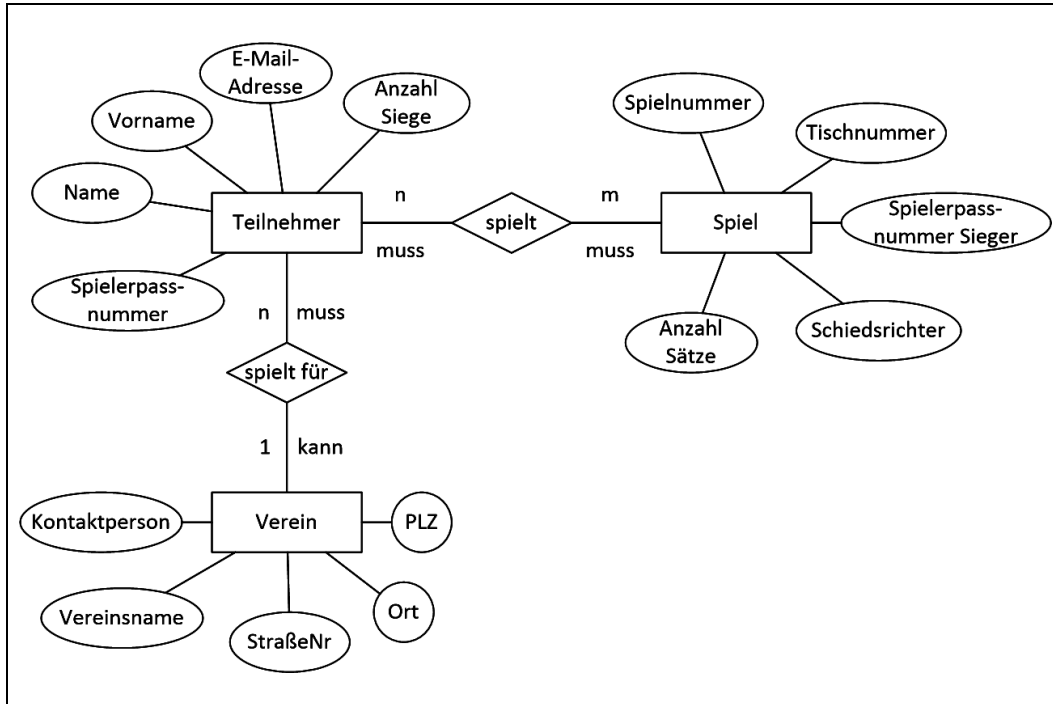 E-Mail-
Adresse
Anzahl
Siege
Vorname
Name
Teilnehmer
Spielerpass-
nummer
n
muss
spielt
m
muss
Spielnummer
Tischnummer
Spiel
Spielerpass-
nummer Sieger
Anzahl
Sätze
Schiedsrichter
n muss
spielt für
1 kann
Kontaktperson
Verein
PLZ
Vereinsname
StraßeNr
Ort